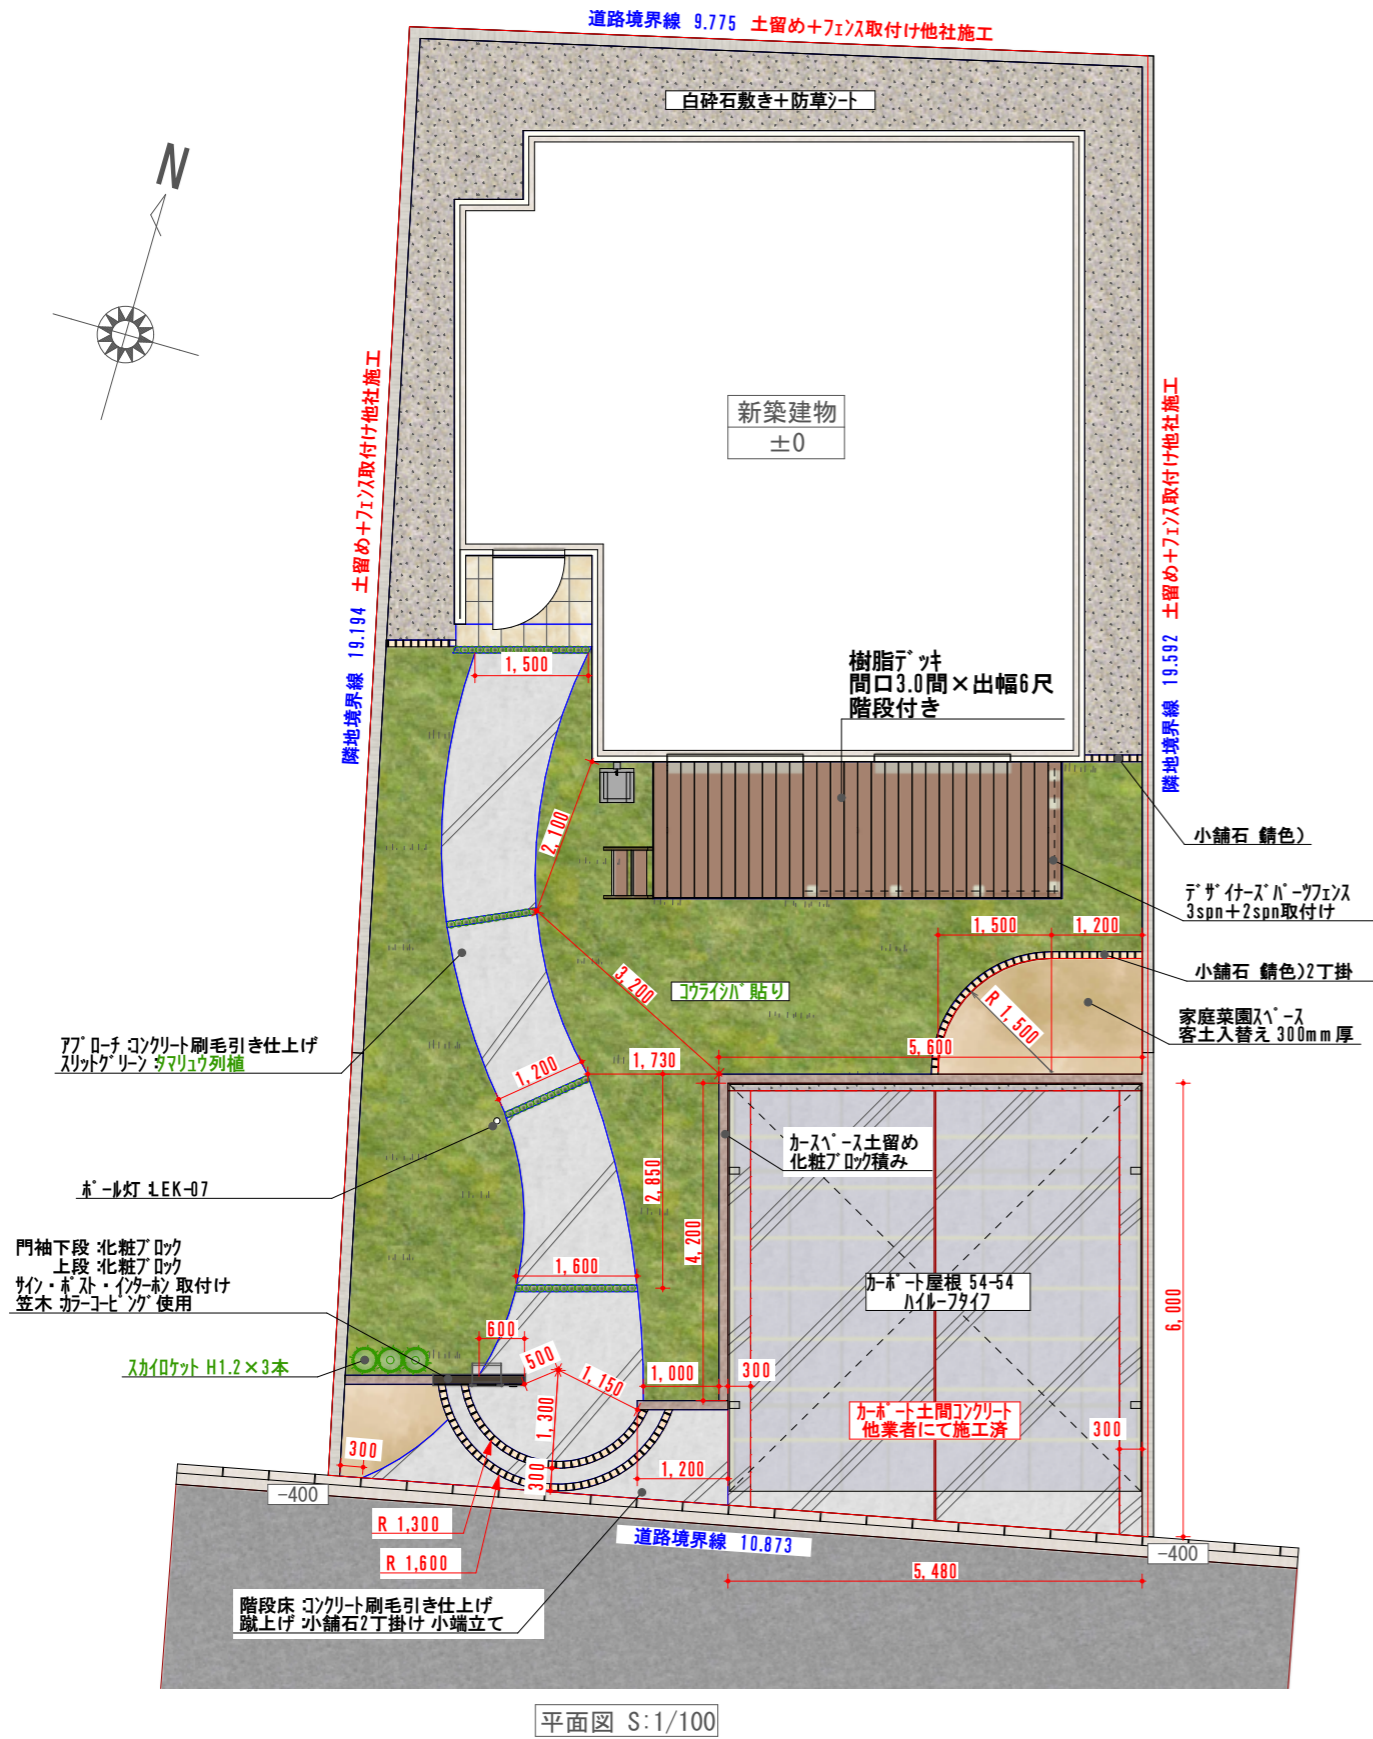 道路境界線 9.775 土留め+フェンス取付け他社施工
白砕石敷き+防草シート
N
新築建物
±0
隣地境界線 19.194 土留め+フェンス取付け他社施工
隣地境界線 19.592 土留め+フェンス取付け他社施工
1,500
樹脂デッキ
間口3.0間×出幅6尺
階段付き
2,100
小舗石 錆色)
デザイナーズパーツフェンス
3spn+2spn取付け
1,500
1,200
小舗石 錆色)2丁掛
3,200
コウライシバ貼り
R 1,500
家庭菜園スペース
客土入替え 300mm厚
5,600
アプローチ:コンクリート刷毛引き仕上げ
スリットグリーン:タマリュウ列植
1,200
1,730
カースペース土留め
化粧ブロック積み
ポール灯:LEK-07
2,850
4,200
門袖下段:化粧ブロック
上段:化粧ブロック
サイン・ポスト・インターホン取付け
笠木:カラーコーピング使用
1,600
カーポート屋根 54-54
ハイルーフタイプ
6,000
スカイロケット H1.2×3本
600
500
1,150
1,000
300
1,300
カーポート土間コンクリート
他業者にて施工済
300
300
300
1,200
-400
R 1,300
R 1,600
道路境界線 10.873
-400
5,480
階段床:コンクリート刷毛引き仕上げ
蹴上げ:小舗石2丁掛け 小端立て
平面図 S:1/100